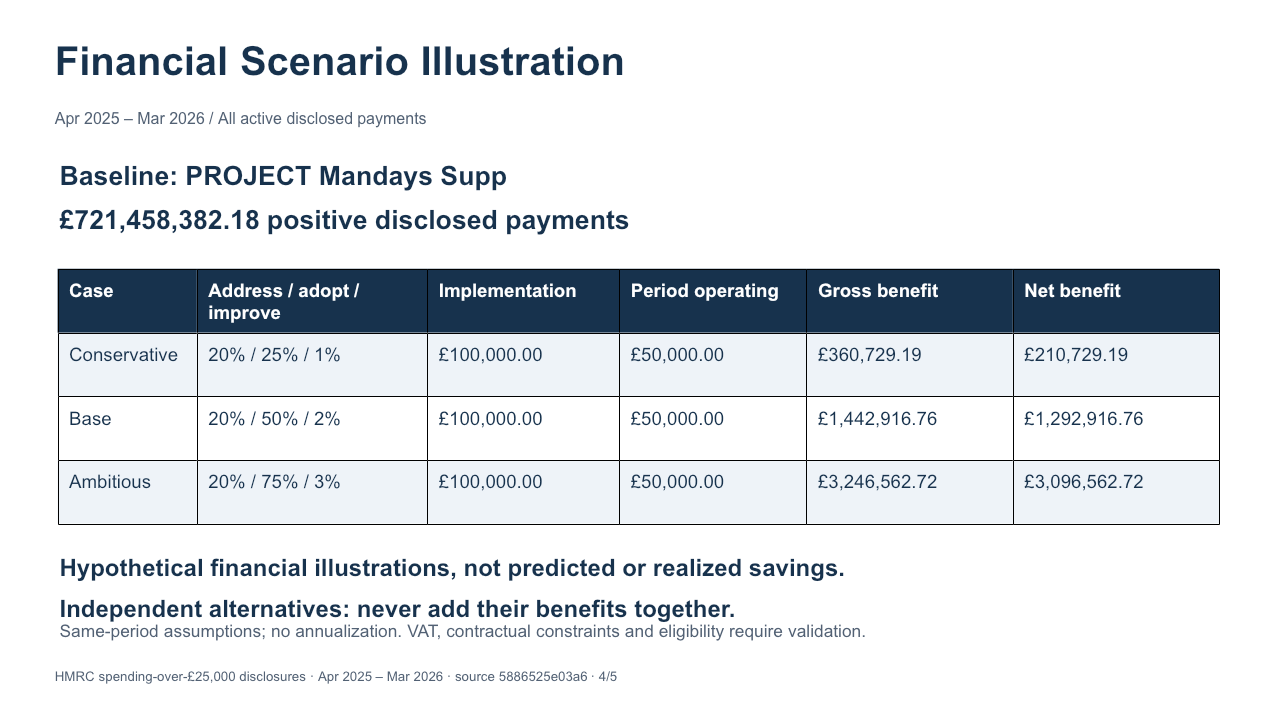 Financial Scenario Illustration
Apr 2025 – Mar 2026 / All active disclosed payments
Baseline: PROJECT Mandays Supp
£721,458,382.18 positive disclosed payments
Case Address / adopt / improve Implementation Period operating Gross benefit Net benefit
Conservative 20% / 25% / 1% £100,000.00 £50,000.00 £360,729.19 £210,729.19
Base 20% / 50% / 2% £100,000.00 £50,000.00 £1,442,916.76 £1,292,916.76
Ambitious 20% / 75% / 3% £100,000.00 £50,000.00 £3,246,562.72 £3,096,562.72
Hypothetical financial illustrations, not predicted or realized savings.
Independent alternatives: never add their benefits together.
Same-period assumptions; no annualization. VAT, contractual constraints and eligibility require validation.
HMRC spending-over-£25,000 disclosures · Apr 2025 – Mar 2026 · source 5886525e03a6 · 4/5